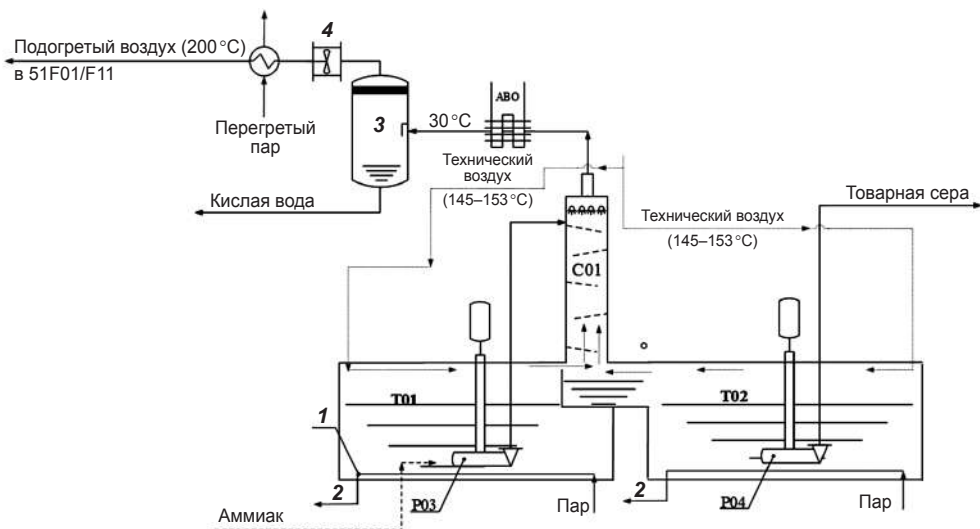 4
Подогретый воздух (200 °C)
в 51F01/F11
Перегретый
пар
3
30 °C
АВО
Технический
воздух
(145–153 °C)
Кислая вода
Товарная сера
Технический воздух
(145–153 °C)
C01
T01
T02
1
2
P03
Пар
2
P04
Пар
Аммиак